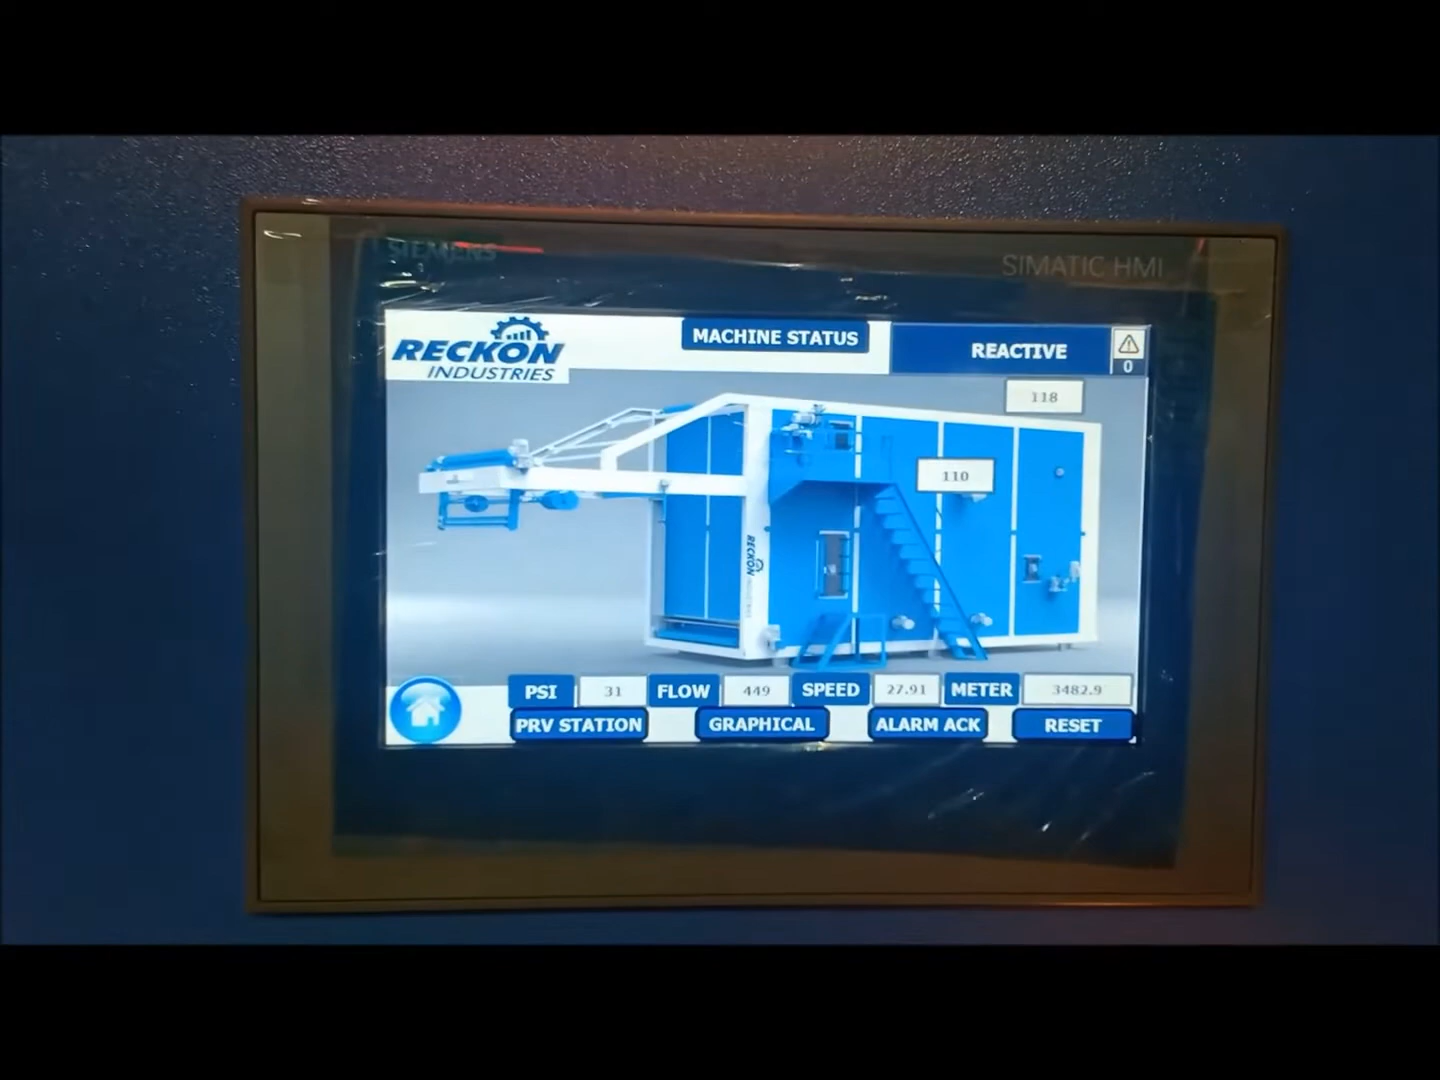 SIEMENS
SIMATIC HMI
RECKON
INDUSTRIES
MACHINE STATUS
REACTIVE
0
118
110
RECKON
PSI 31 FLOW 449 SPEED 27.91 METER 3482.9
PRV STATION GRAPHICAL ALARM ACK RESET